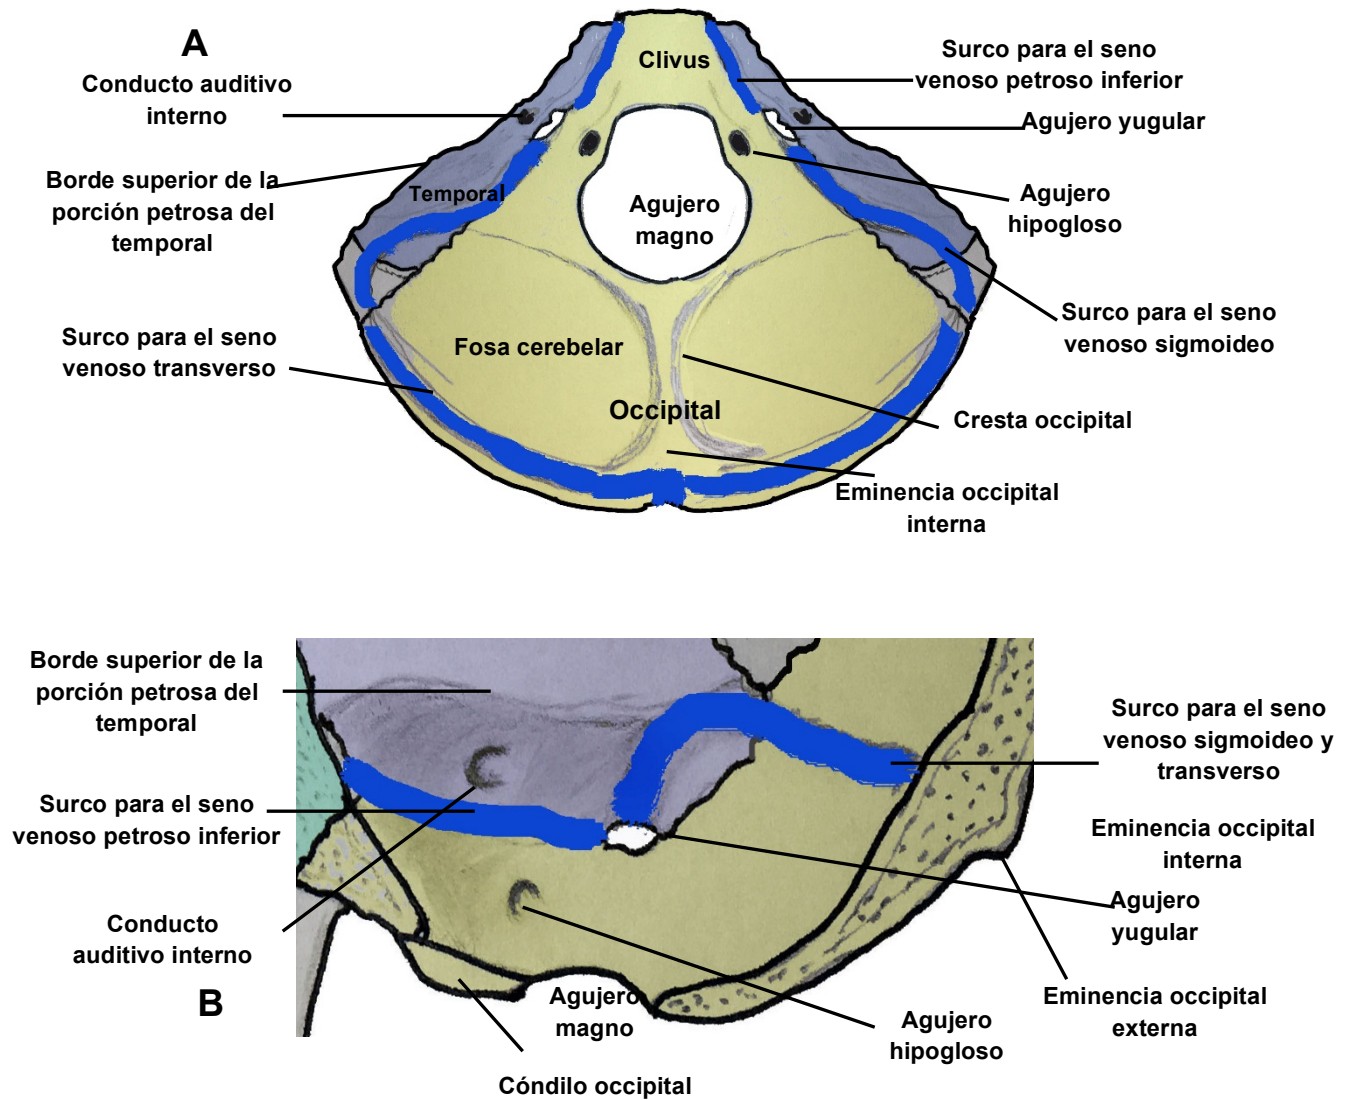 A
Conducto auditivo
interno
Borde superior de la
porción petrosa del
temporal
Surco para el seno
venoso transverso
Clivus
Temporal
Agujero
magno
Fosa cerebelar
Occipital
Surco para el seno
venoso petroso inferior
Agujero yugular
Agujero
hipogloso
Surco para el seno
venoso sigmoideo
Cresta occipital
Eminencia occipital
interna
Borde superior de la
porción petrosa del
temporal
Surco para el seno
venoso petroso inferior
Conducto
auditivo interno
B
Agujero
magno
Cóndilo occipital
Surco para el seno
venoso sigmoideo y
transverso
Eminencia occipital
interna
Agujero
yugular
Eminencia occipital
externa
Agujero
hipogloso